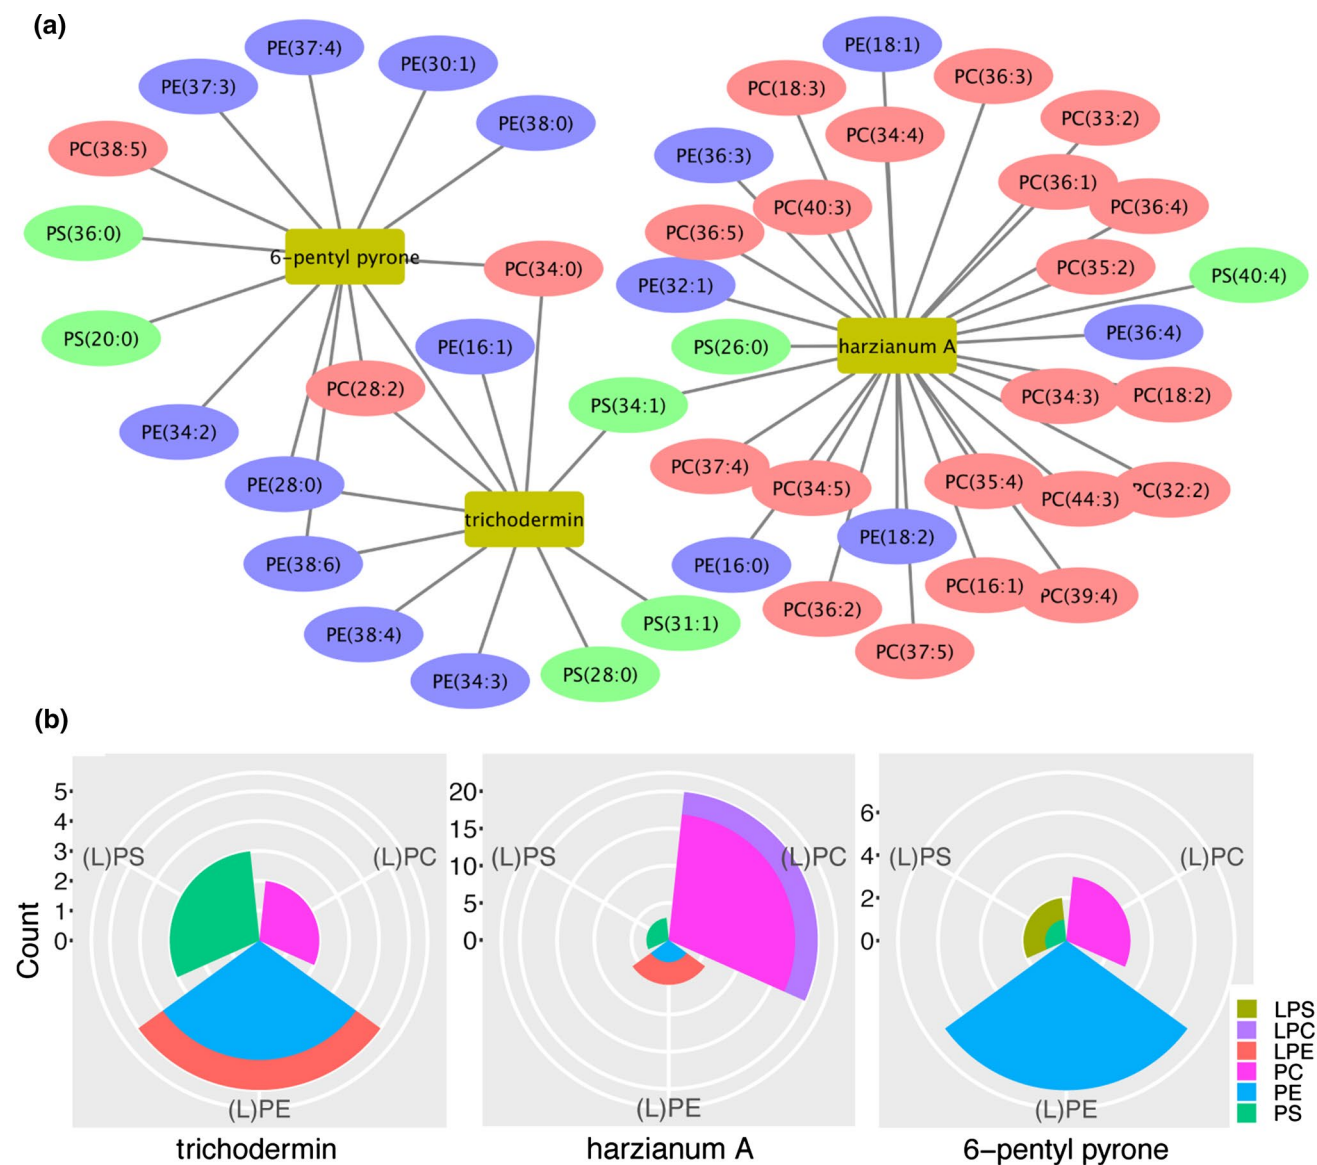 (a)
PE(37:4)
PE(30:1)
PE(37:3)
PE(38:0)
PC(38:5)
PS(36:0)
6-pentyl pyrone
PC(34:0)
PS(20:0)
PE(16:1)
PC(28:2)
PE(34:2)
PS(34:1)
PE(28:0)
trichodermin
PE(38:6)
PE(38:4)
PS(31:1)
PE(34:3)
PS(28:0)
PE(18:1)
PC(36:3)
PC(18:3)
PC(33:2)
PC(34:4)
PE(36:3)
PC(36:1)
PC(40:3)
PC(36:4)
PC(36:5)
PC(35:2)
PS(40:4)
PE(32:1)
PE(36:4)
PS(26:0)
harzianum A
PC(34:3)
PC(18:2)
PC(37:4)
PC(34:5)
PC(35:4)
PC(44:3)
PC(32:2)
PE(18:2)
PE(16:0)
PC(16:1)
PC(39:4)
PC(36:2)
PC(37:5)
(b)
Count
5
4
3
2
1
0
(L)PS
(L)PC
(L)PE
trichodermin
20
15
10
5
0
(L)PS
(L)PC
(L)PE
harzianum A
6
4
2
0
(L)PS
(L)PC
(L)PE
6-pentyl pyrone
LPS
LPC
LPE
PC
PE
PS